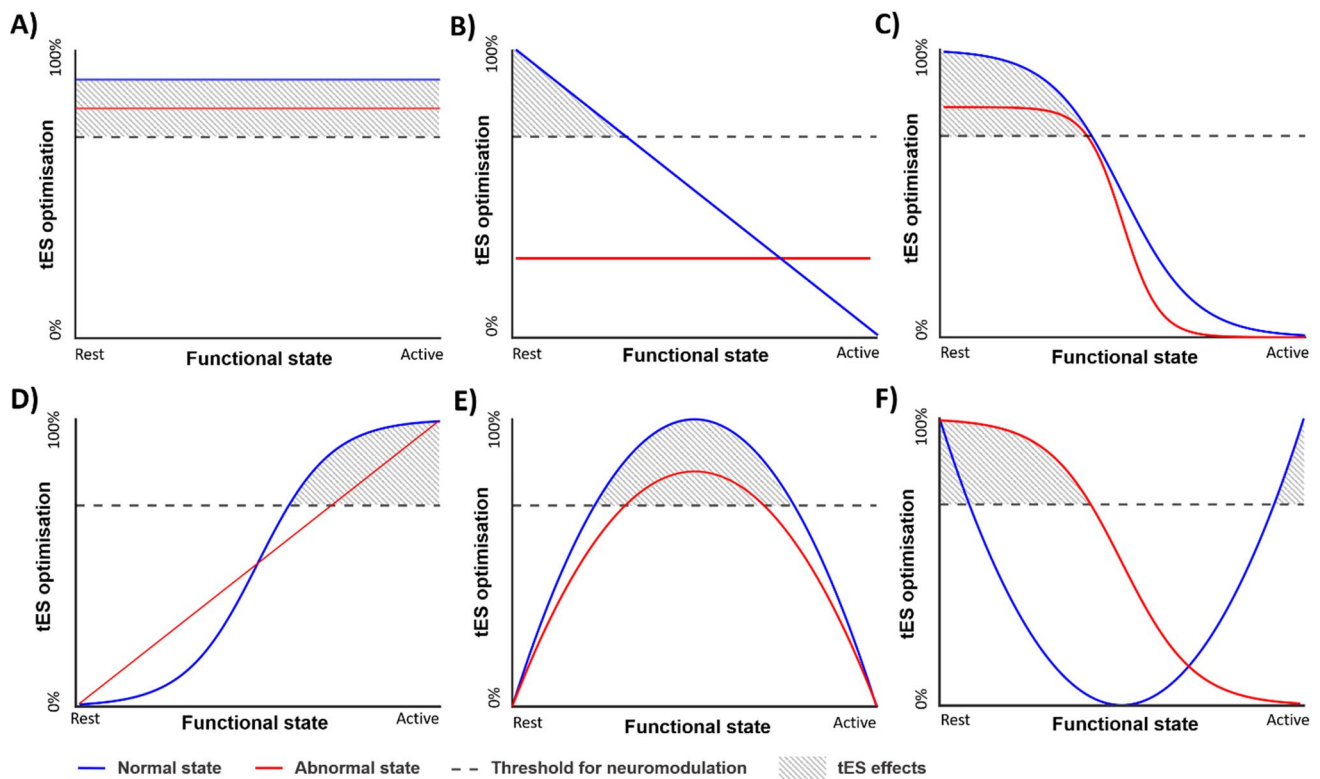 A)
100%
tES optimisation
0%
Rest
Functional state
Active
B)
100%
tES optimisation
0%
Rest
Functional state
Active
C)
100%
tES optimisation
0%
Rest
Functional state
Active
D)
100%
tES optimisation
0%
Rest
Functional state
Active
E)
100%
tES optimisation
0%
Rest
Functional state
Active
F)
100%
tES optimisation
0%
Rest
Functional state
Active
Normal state
Abnormal state
Threshold for neuromodulation
tES effects